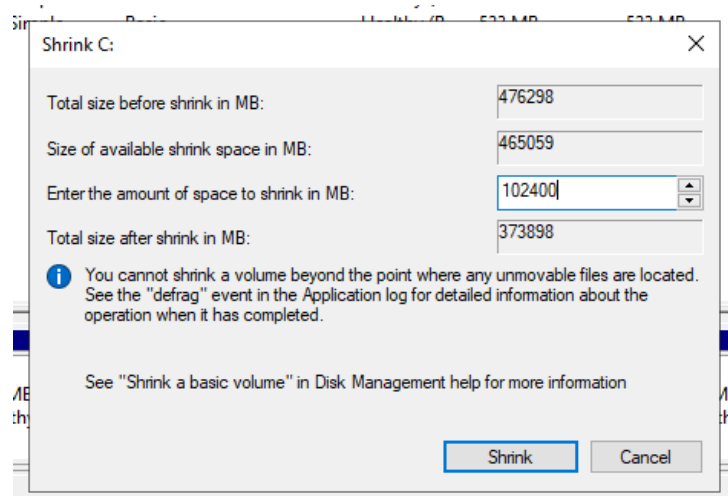 Shrink C:
Total size before shrink in MB: 476298
Size of available shrink space in MB: 465059
Enter the amount of space to shrink in MB: 102400
Total size after shrink in MB: 373898
You cannot shrink a volume beyond the point where any unmovable files are located.
See the "defrag" event in the Application log for detailed information about the
operation when it has completed.
See "Shrink a basic volume" in Disk Management help for more information
Shrink Cancel